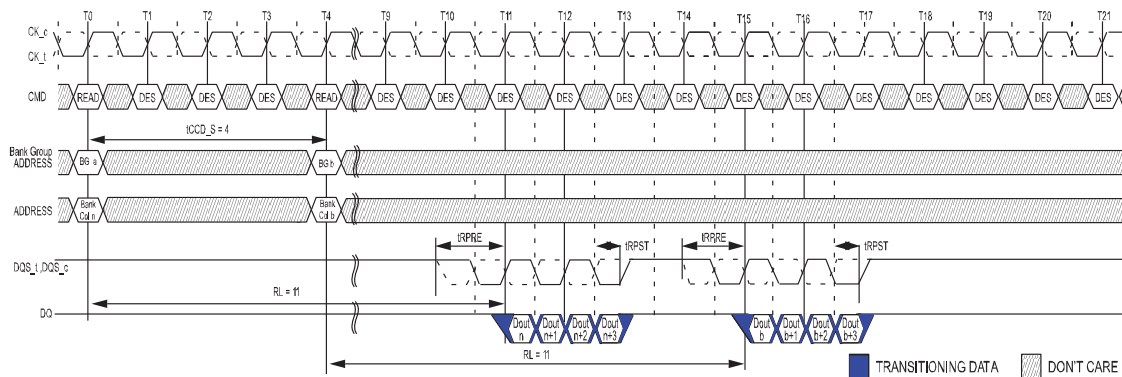 T0 T1 T2 T3 T4 T9 T10 T11 T12 T13 T14 T15 T16 T17 T18 T19 T20 T21
CK_c
CK_t
CMD READ DES DES DES READ DES DES DES DES DES DES DES DES DES DES DES DES DES
tCCD_S = 4
Bank Group
ADDRESS BG a BG b
ADDRESS Bank Col n Bank Col b
tRPRE tRPST tRPRE tRPST
DQS_t,DQS_c
RL = 11
DQ Dout n Dout n+1 Dout n+2 Dout n+3 Dout b Dout b+1 Dout b+2 Dout b+3
RL = 11
TRANSITIONING DATA DON'T CARE